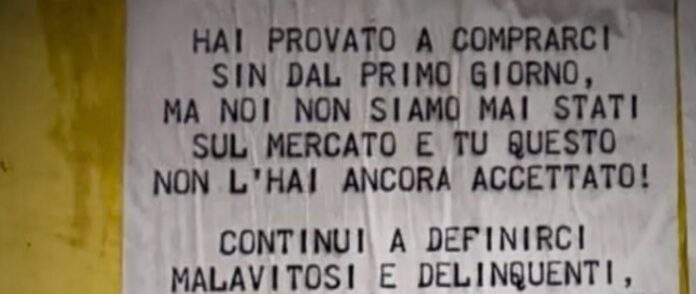 HAI PROVATO A COMPRARCI
SIN DAL PRIMO GIORNO,
MA NOI NON SIAMO MAI STATI
SUL MERCATO E TU QUESTO
NON L'HAI ANCORA ACCETTATO!
CONTINUI A DEFINIRCI
MALAVITOSI E DELINQUENTI,